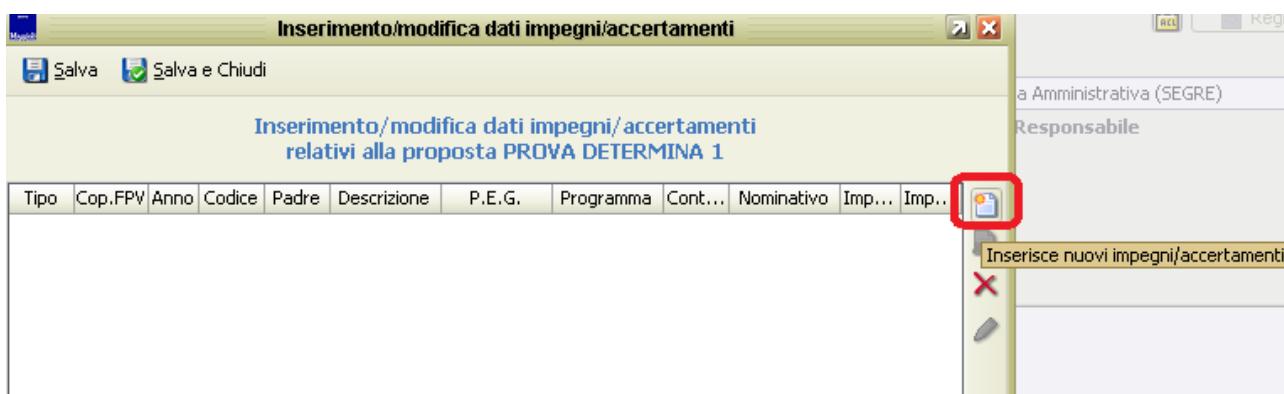 Inserimento/modifica dati impegni/accertamenti
Salva Salva e Chiudi
Inserimento/modifica dati impegni/accertamenti
relativi alla proposta PROVA DETERMINA 1
Tipo Cop.FPV Anno Codice Padre Descrizione P.E.G. Programma Cont... Nominativo Imp... Imp..
Inserisce nuovi impegni/accertamenti
ACL Reg
a Amministrativa (SEGRE)
Responsabile